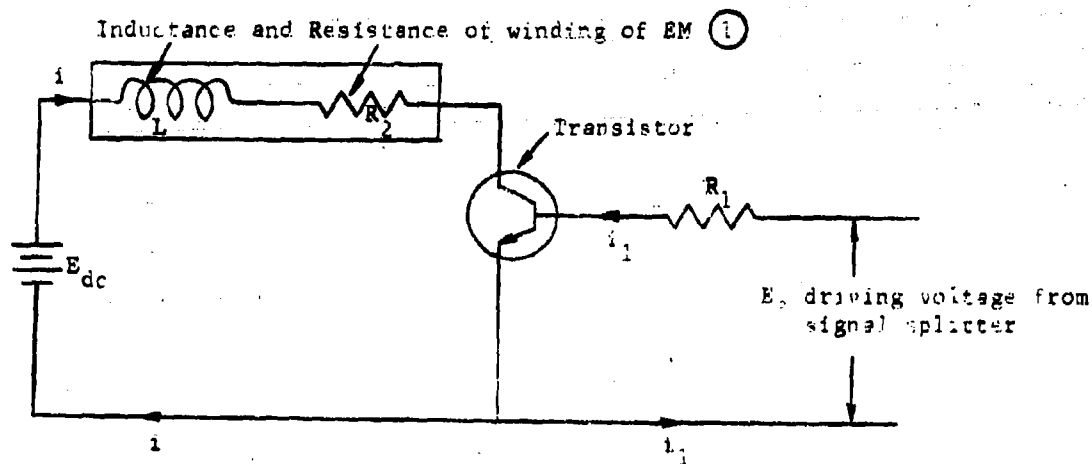 Inductance and Resistance of winding of EM 1
i
L
R2
Transistor
R1
i1
Edc
E, driving voltage from
signal splitter
i
i1